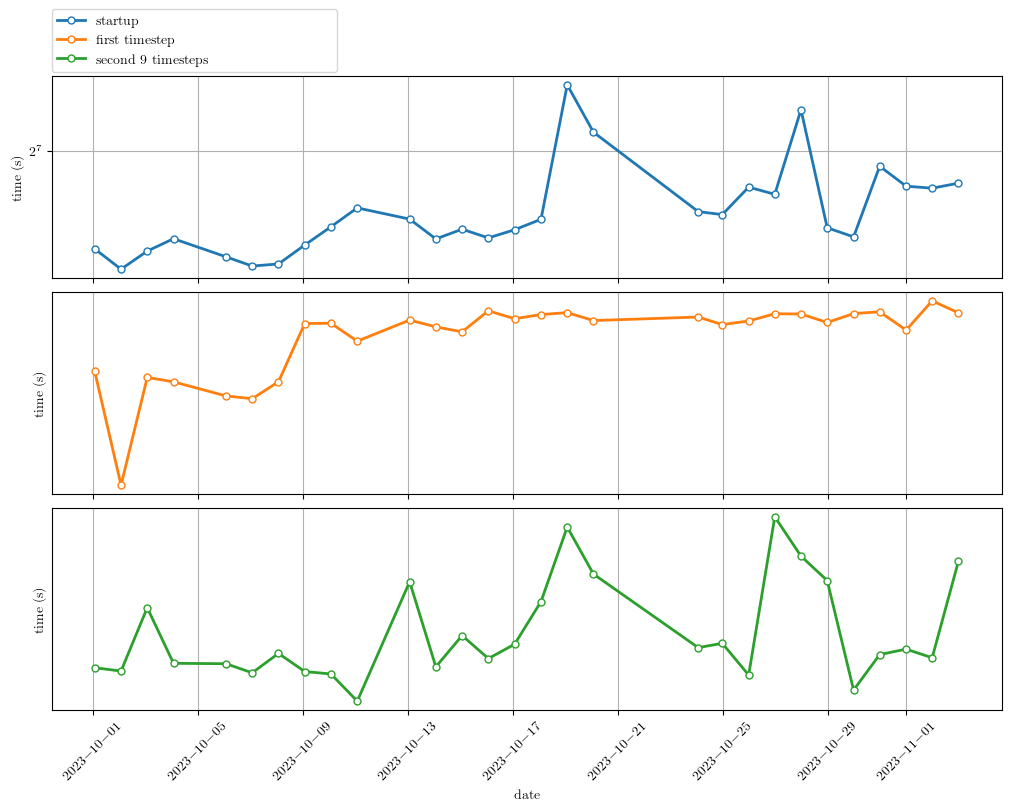 startup
first timestep
second 9 timesteps
time (s)
2^7
time (s)
time (s)
2023−10−01
2023−10−05
2023−10−09
2023−10−13
2023−10−17
2023−10−21
2023−10−25
2023−10−29
2023−11−01
date